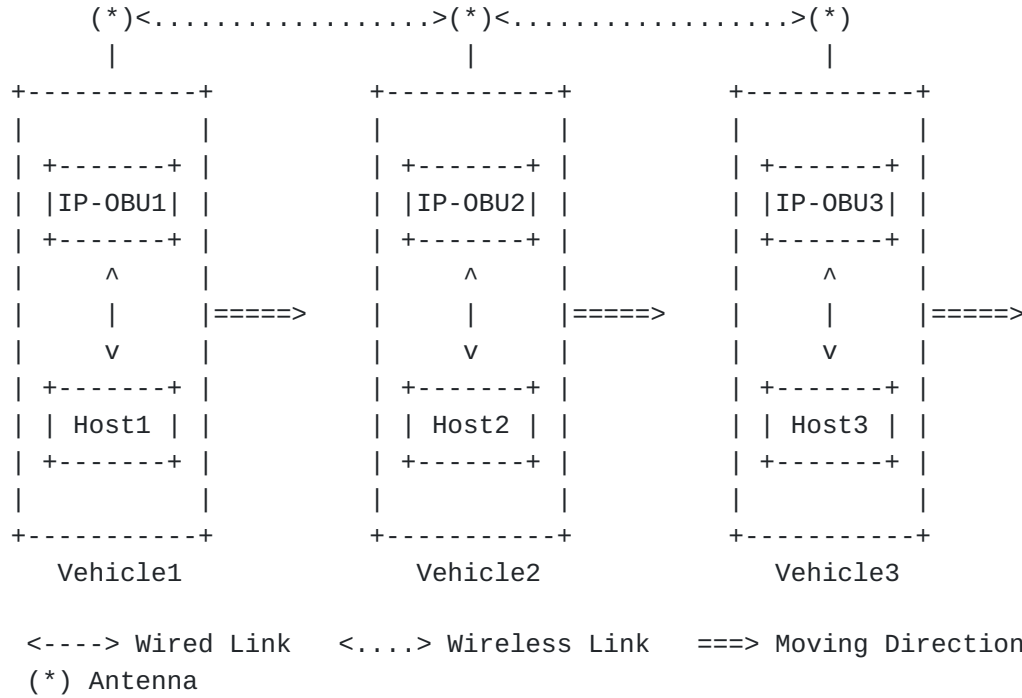 (*)<..................>(*)<..................>(*)
IP-OBU1 IP-OBU2 IP-OBU3
=====> =====> =====>
Host1 Host2 Host3
Vehicle1 Vehicle2 Vehicle3
<----> Wired Link <....> Wireless Link ===> Moving Direction
(*) Antenna